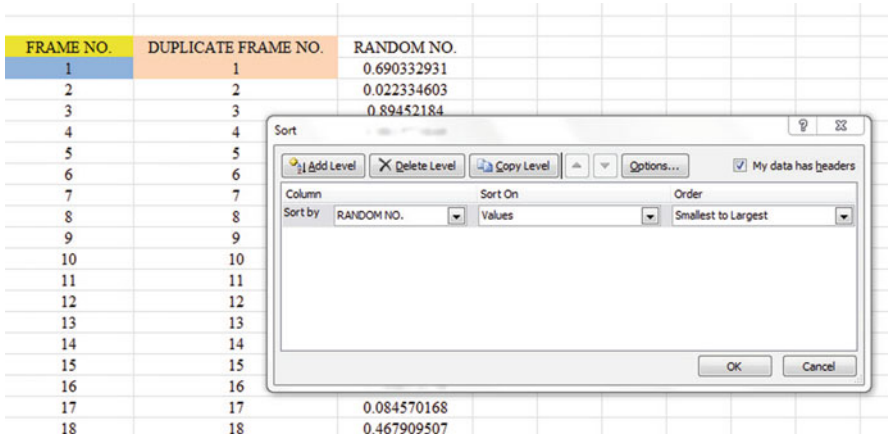 FRAME NO. DUPLICATE FRAME NO. RANDOM NO.
1 1 0.690332931
2 2 0.022334603
3 3 0.89452184
4 4
Sort
5 5
Add Level Delete Level Copy Level Options... My data has headers
6 6
7 7
Column Sort On Order
8 8
Sort by RANDOM NO. Values Smallest to Largest
9 9
10 10
11 11
12 12
13 13
14 14
15 15
OK Cancel
16 16
17 17 0.084570168
18 18 0.467909507